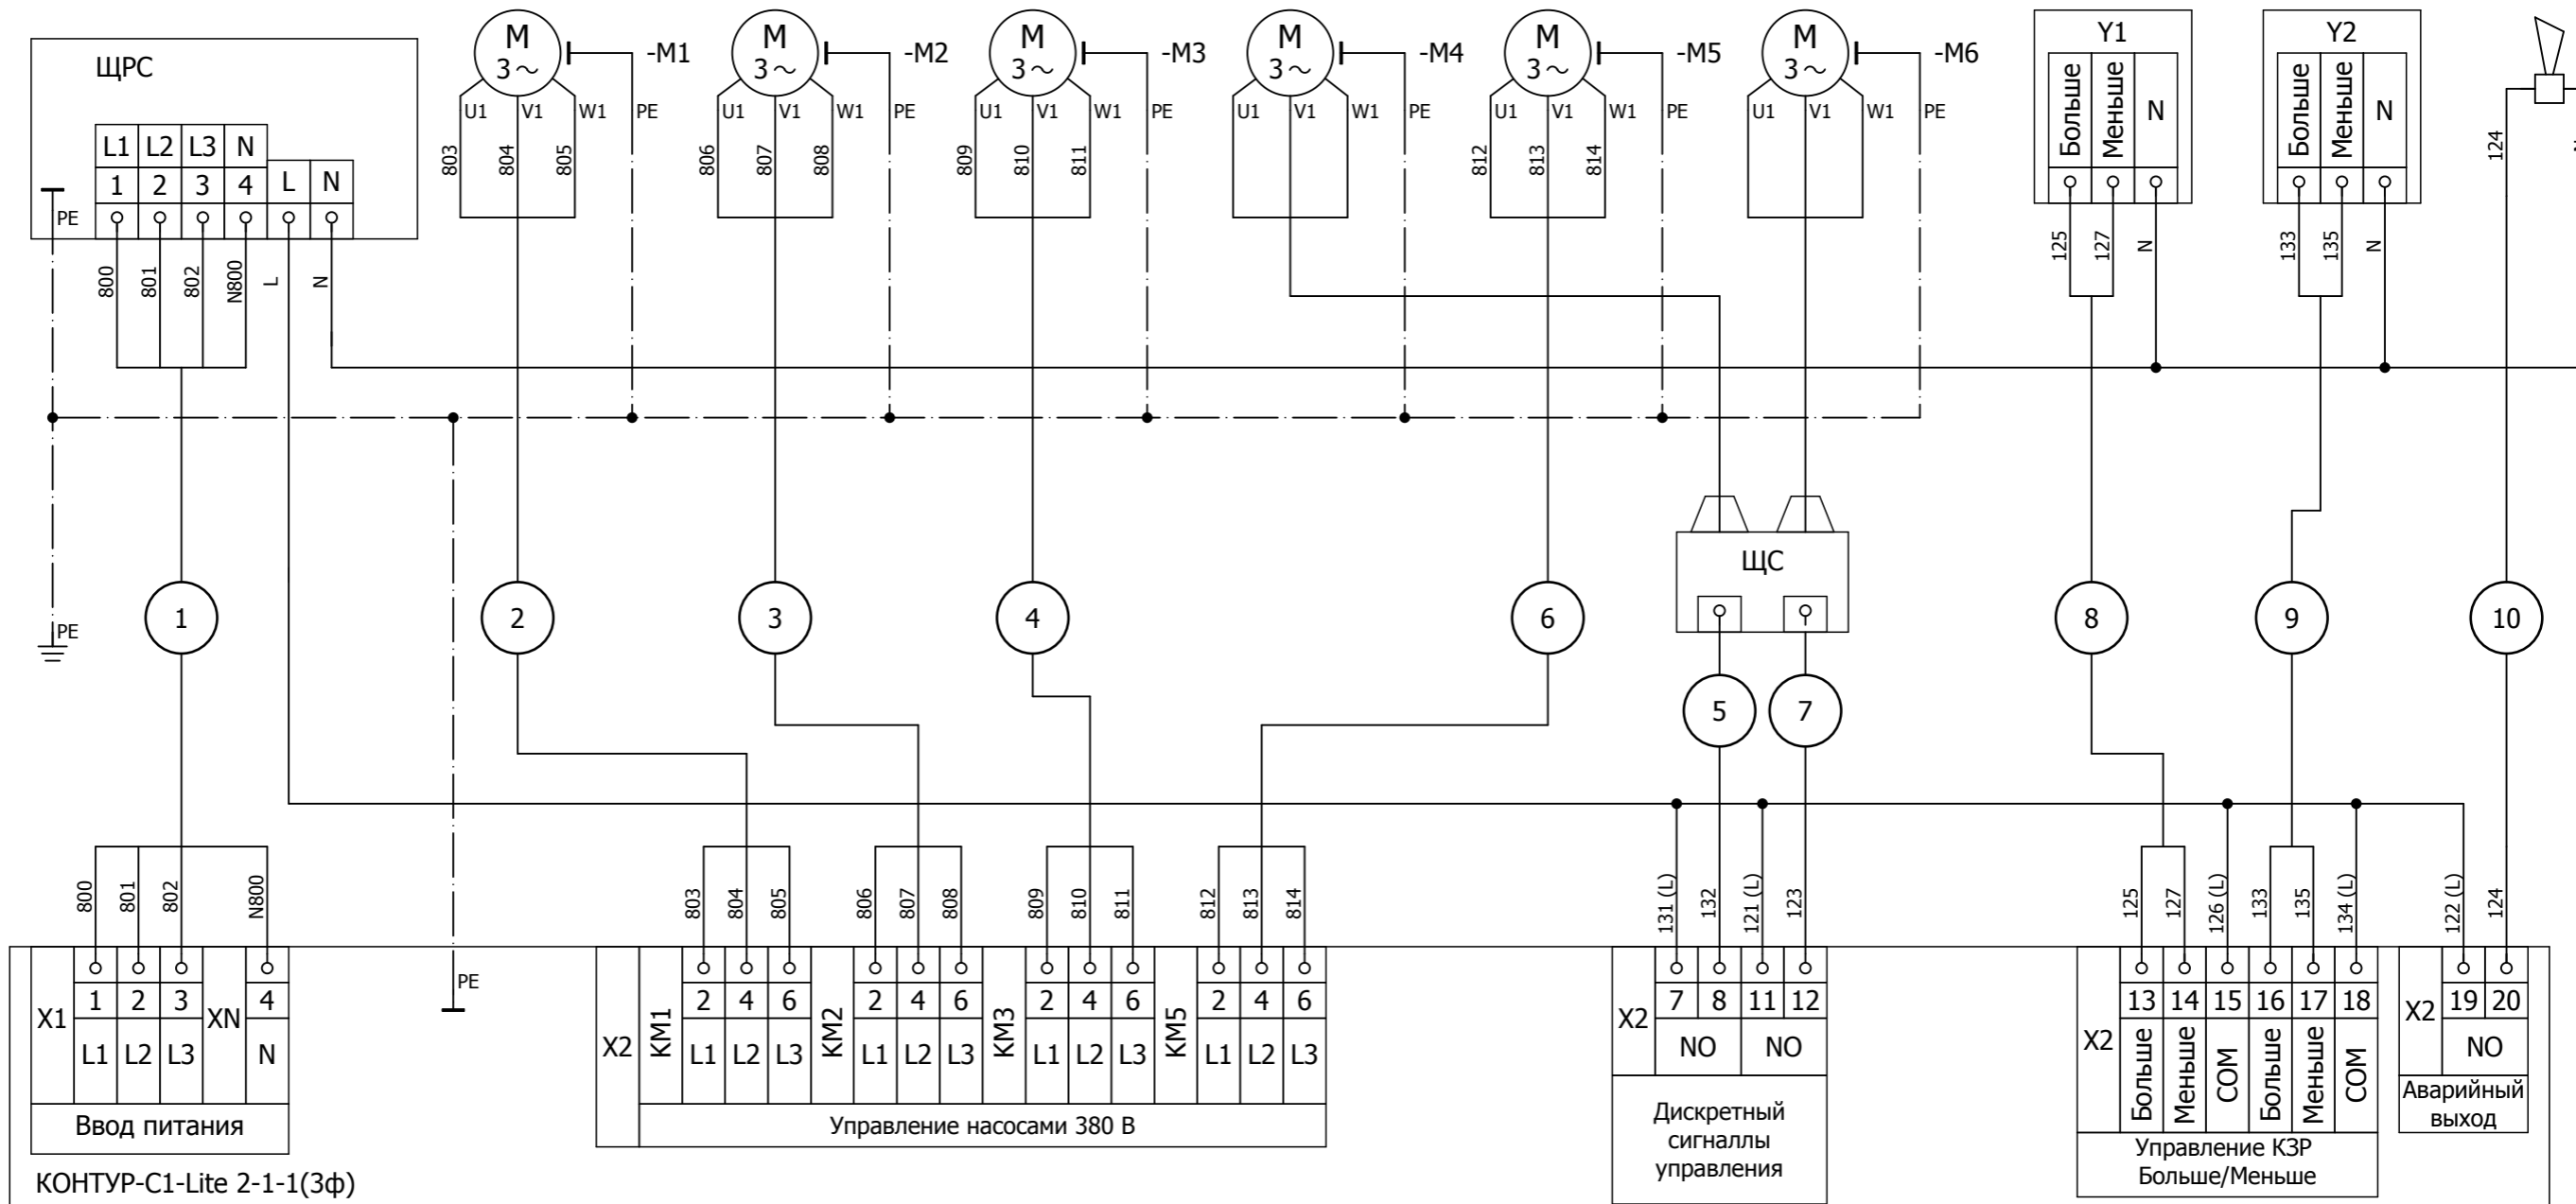 ЩРС
L1 L2 L3 N
1 2 3 4 L N
PE
800 801 802 N800 L N
M 3~ -M1
U1 V1 W1 PE
803 804 805
M 3~ -M2
U1 V1 W1 PE
806 807 808
M 3~ -M3
U1 V1 W1 PE
809 810 811
M 3~ -M4
U1 V1 W1 PE
M 3~ -M5
U1 V1 W1 PE
812 813 814
M 3~ -M6
U1 V1 W1 PE
Y1
Больше Меньше N
125 127 N
Y2
Больше Меньше N
133 135 N
124
ЩС
PE
1 2 3 4 6 8 9 10
5 7
800 801 802 N800
803 804 805 806 807 808 809 810 811 812 813 814
131 (L) 132 121 (L) 123
125 127 126 (L) 133 135 134 (L) 122 (L) 124
PE
X1 1 2 3 XN 4
L1 L2 L3 N
Ввод питания
X2
KM1 2 4 6 KM2 2 4 6 KM3 2 4 6 KM5 2 4 6
L1 L2 L3 L1 L2 L3 L1 L2 L3 L1 L2 L3
Управление насосами 380 В
X2 7 8 11 12
NO NO
Дискретный
сигналлы
управления
X2 13 14 15 16 17 18
Больше Меньше COM Больше Меньше COM
Управление КЗР
Больше/Меньше
X2 19 20
NO
Аварийный
выход
КОНТУР-С1-Lite 2-1-1(3ф)